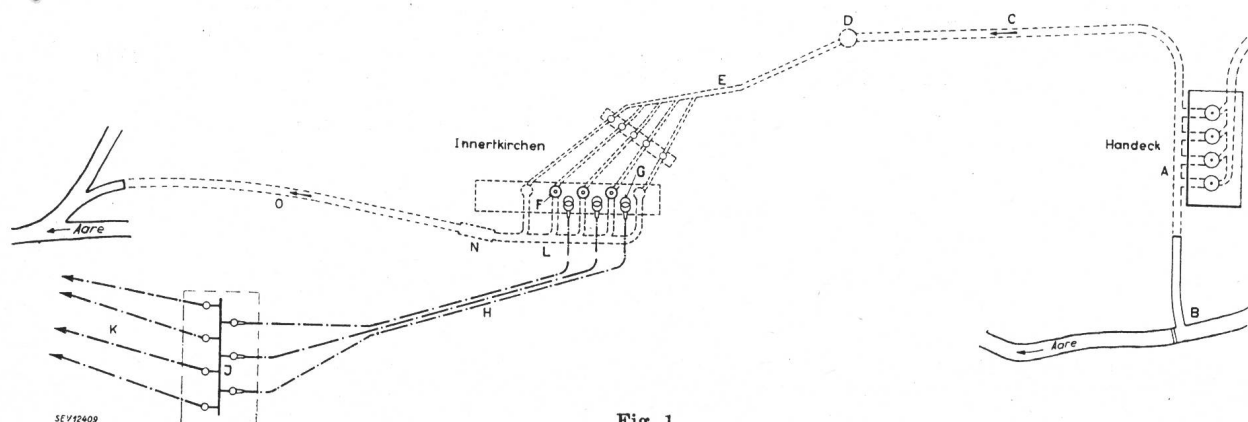 D
C
E
Innertkirchen
Handeck
A
G
F
O
N
L
Aare
B
H
K
J
Aare
SEV12409
Fig. 1